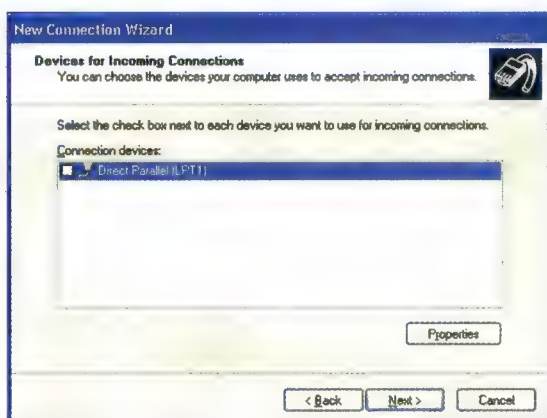 New Connection Wizard
Devices for Incoming Connections
You can choose the devices your computer uses to accept incoming connections.
Select the check box next to each device you want to use for incoming connections.
Connection devices:
Direct Parallel (LPT1)
Properties
< Back
Next >
Cancel